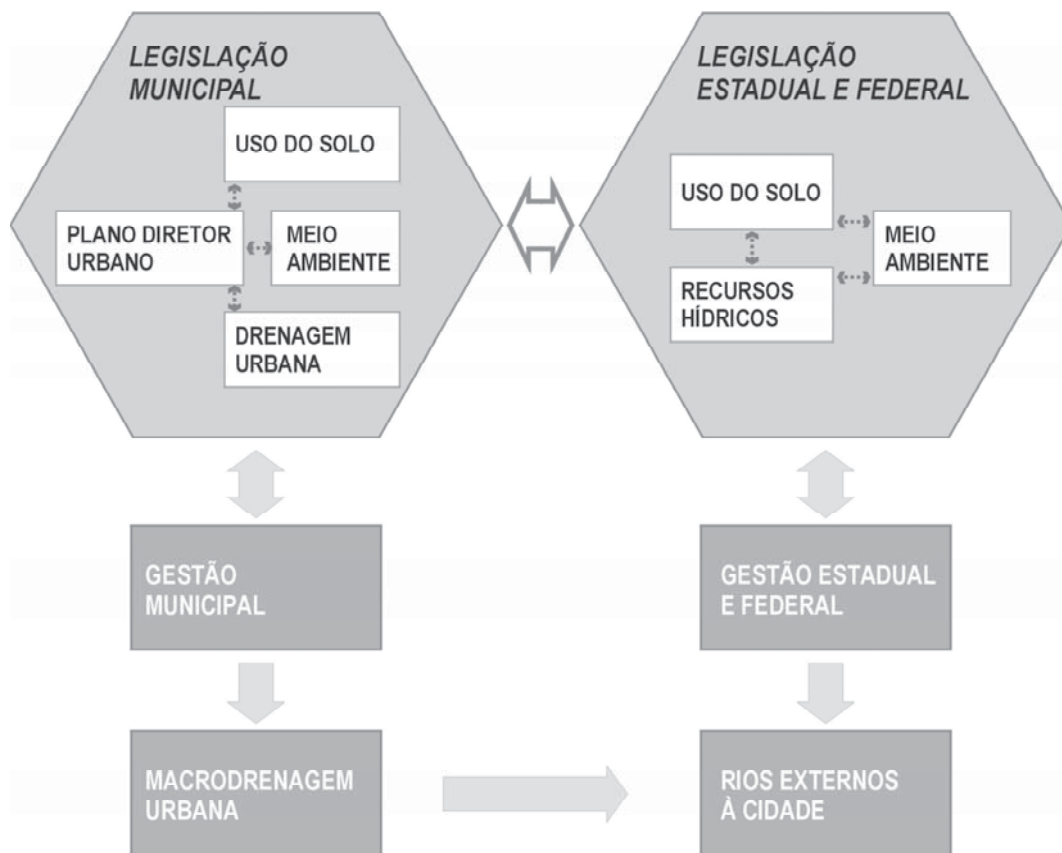 LEGISLAÇÃO
MUNICIPAL
USO DO SOLO
PLANO DIRETOR
URBANO
MEIO
AMBIENTE
DRENAGEM
URBANA
LEGISLAÇÃO
ESTADUAL E FEDERAL
USO DO SOLO
MEIO
AMBIENTE
RECURSOS
HÍDRICOS
GESTÃO
MUNICIPAL
GESTÃO ESTADUAL
E FEDERAL
MACRODRENAGEM
URBANA
RIOS EXTERNOS
À CIDADE